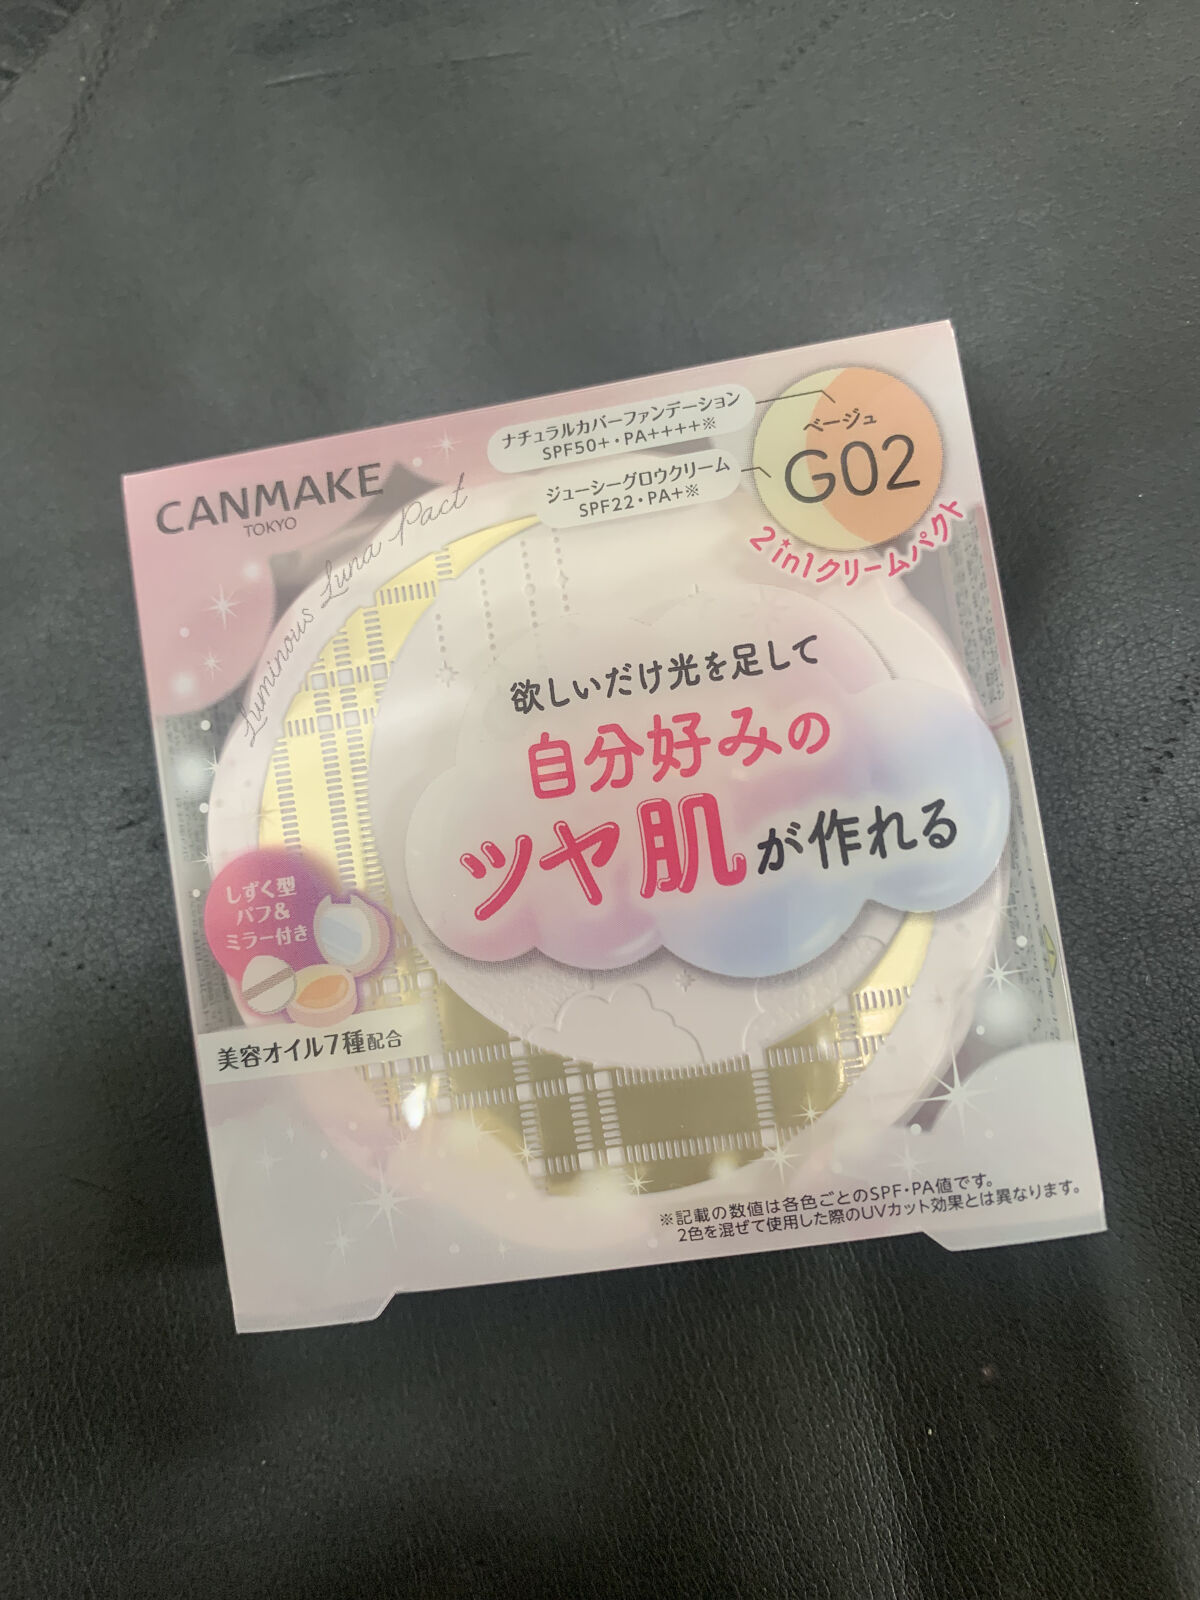 CANMAKE
TOKYO
Luminous Luna Pact
ナチュラルカバーファンデーション
SPF50+・PA++++※
ジューシーグロウクリーム
SPF22・PA+※
ベージュ
G02
2in1クリームパクト
欲しいだけ光を足して
自分好みの
ツヤ肌が作れる
しずく型
パフ&
ミラー付き
美容オイル7種配合
※記載の数値は各色ごとのSPF・PA値です。
2色を混ぜて使用した際のUVカット効果とは異なります。